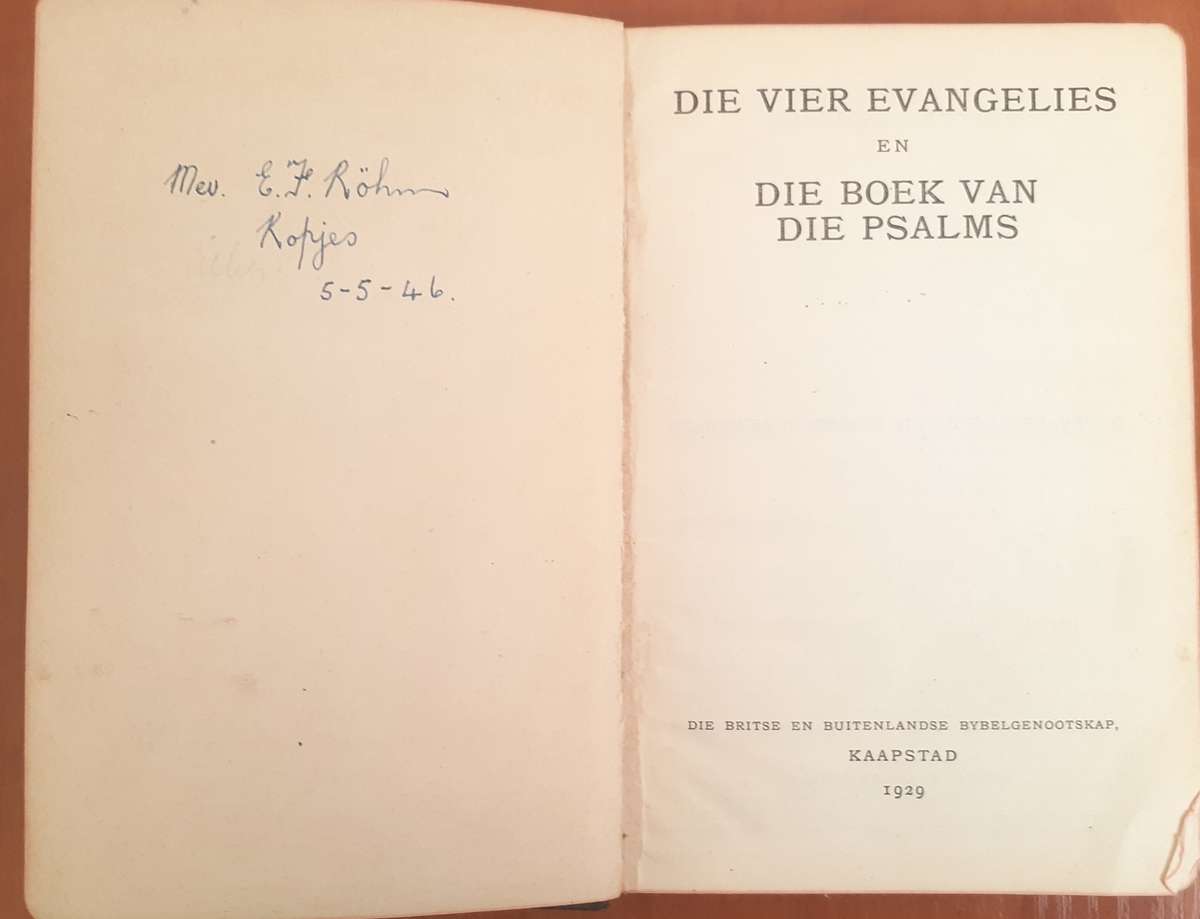 Mev. E. F. Röhm
Kopjes
5-5-46.
DIE VIER EVANGELIES
EN
DIE BOEK VAN
DIE PSALMS
DIE BRITSE EN BUITENLANDSE BYBELGENOOTSKAP,
KAAPSTAD
1929